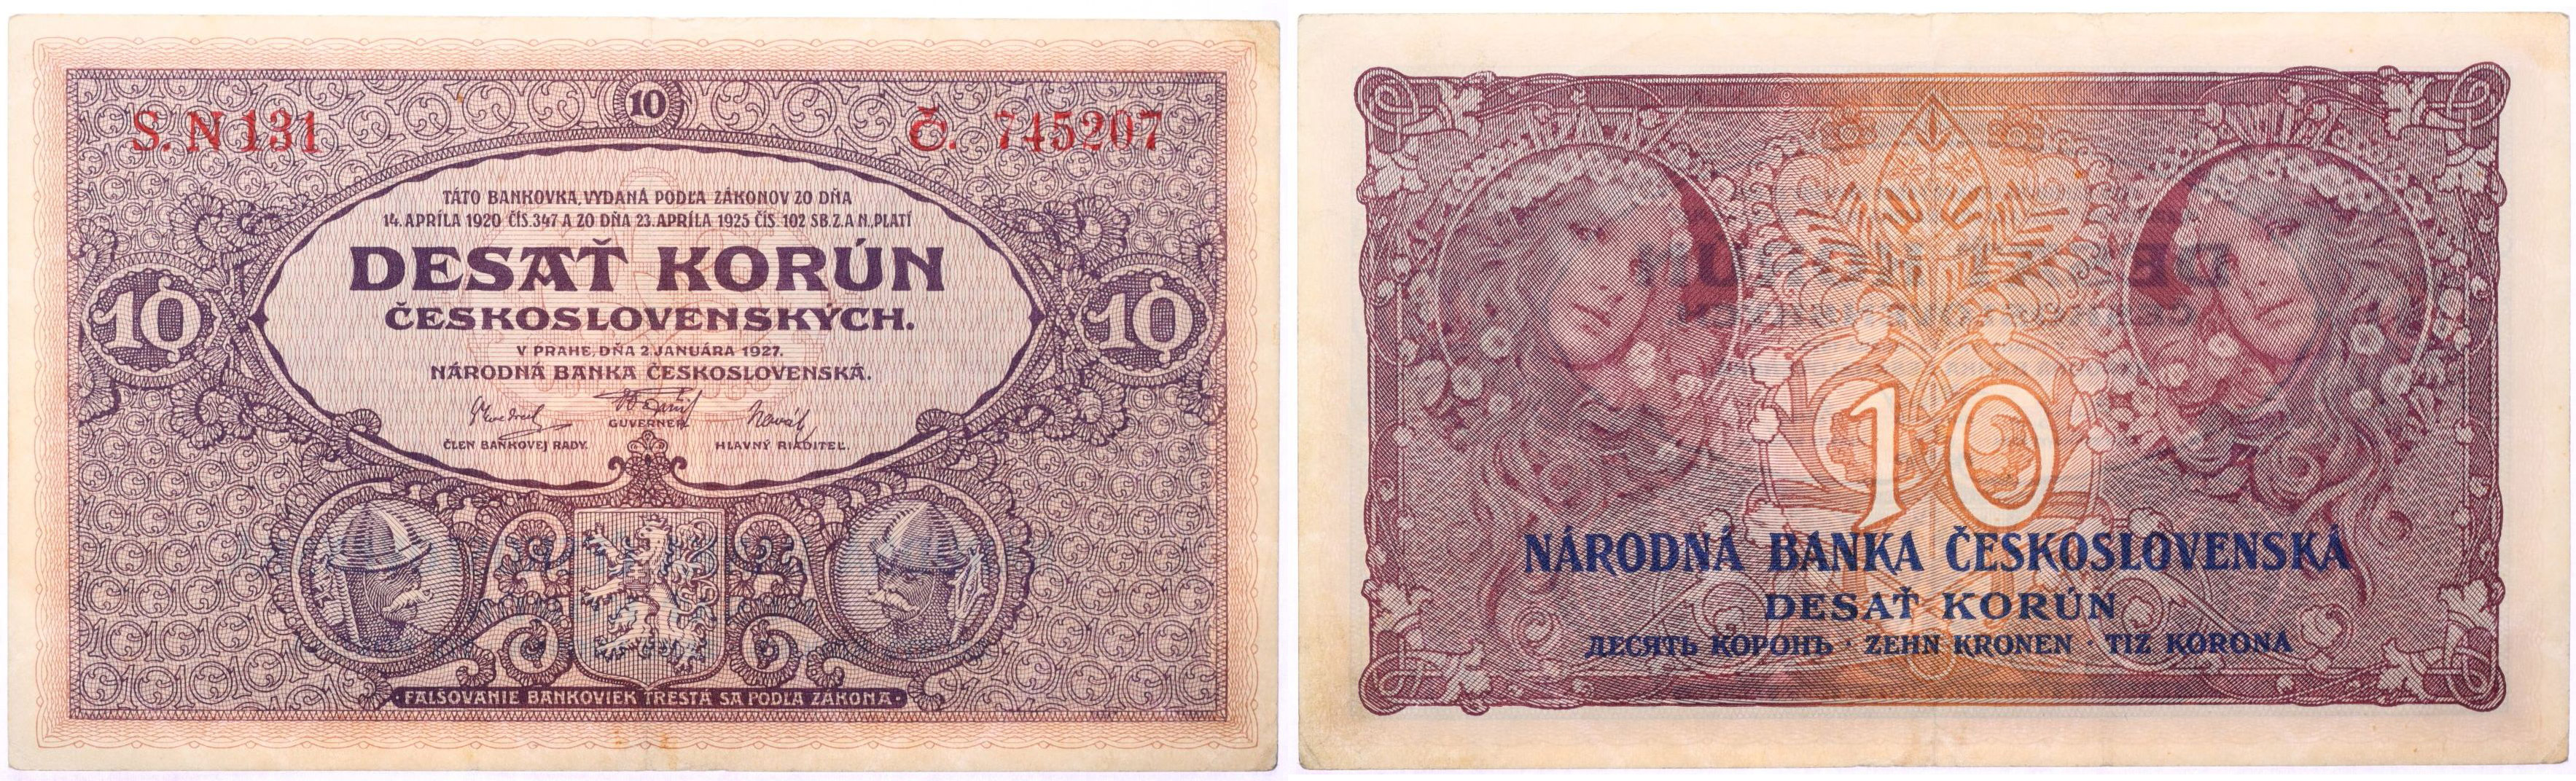 10
S. N 131
Č. 745207
TÁTO BANKOVKA, VYDANÁ PODĽA ZÁKONOV ZO DŇA
14. APRÍLA 1920 ČÍS. 347 A ZO DŇA 23. APRÍLA 1925 ČÍS. 102 SB. Z. A N. PLATÍ
DESAŤ KORÚN
ČESKOSLOVENSKÝCH.
10
10
V PRAHE, DŇA 2. JANUÁRA 1927.
NÁRODNÁ BANKA ČESKOSLOVENSKÁ.
GUVERNER.
ČLEN BAŇKOVEJ RADY.
HLAVNÝ RIADITEĽ.
· FALŠOVANIE BANKOVIEK TRESTÁ SA PODĽA ZÁKONA ·
10
NÁRODNÁ BANKA ČESKOSLOVENSKÁ
DESAŤ KORÚN
ДЕСЯТЬ КОРОНЪ · ZEHN KRONEN · TIZ KORONA